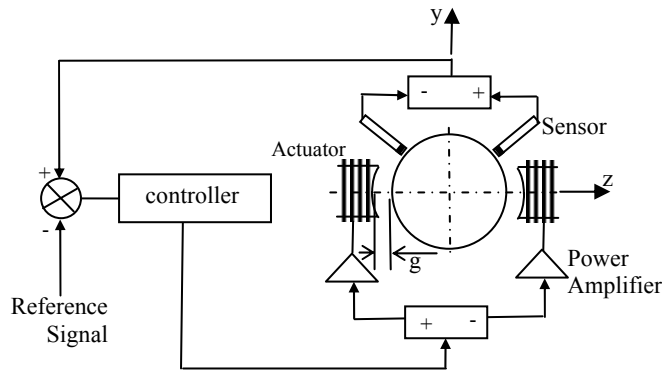 y
- +
Sensor
Actuator
+
controller
z
-
g
Power
Amplifier
Reference
Signal
+ -